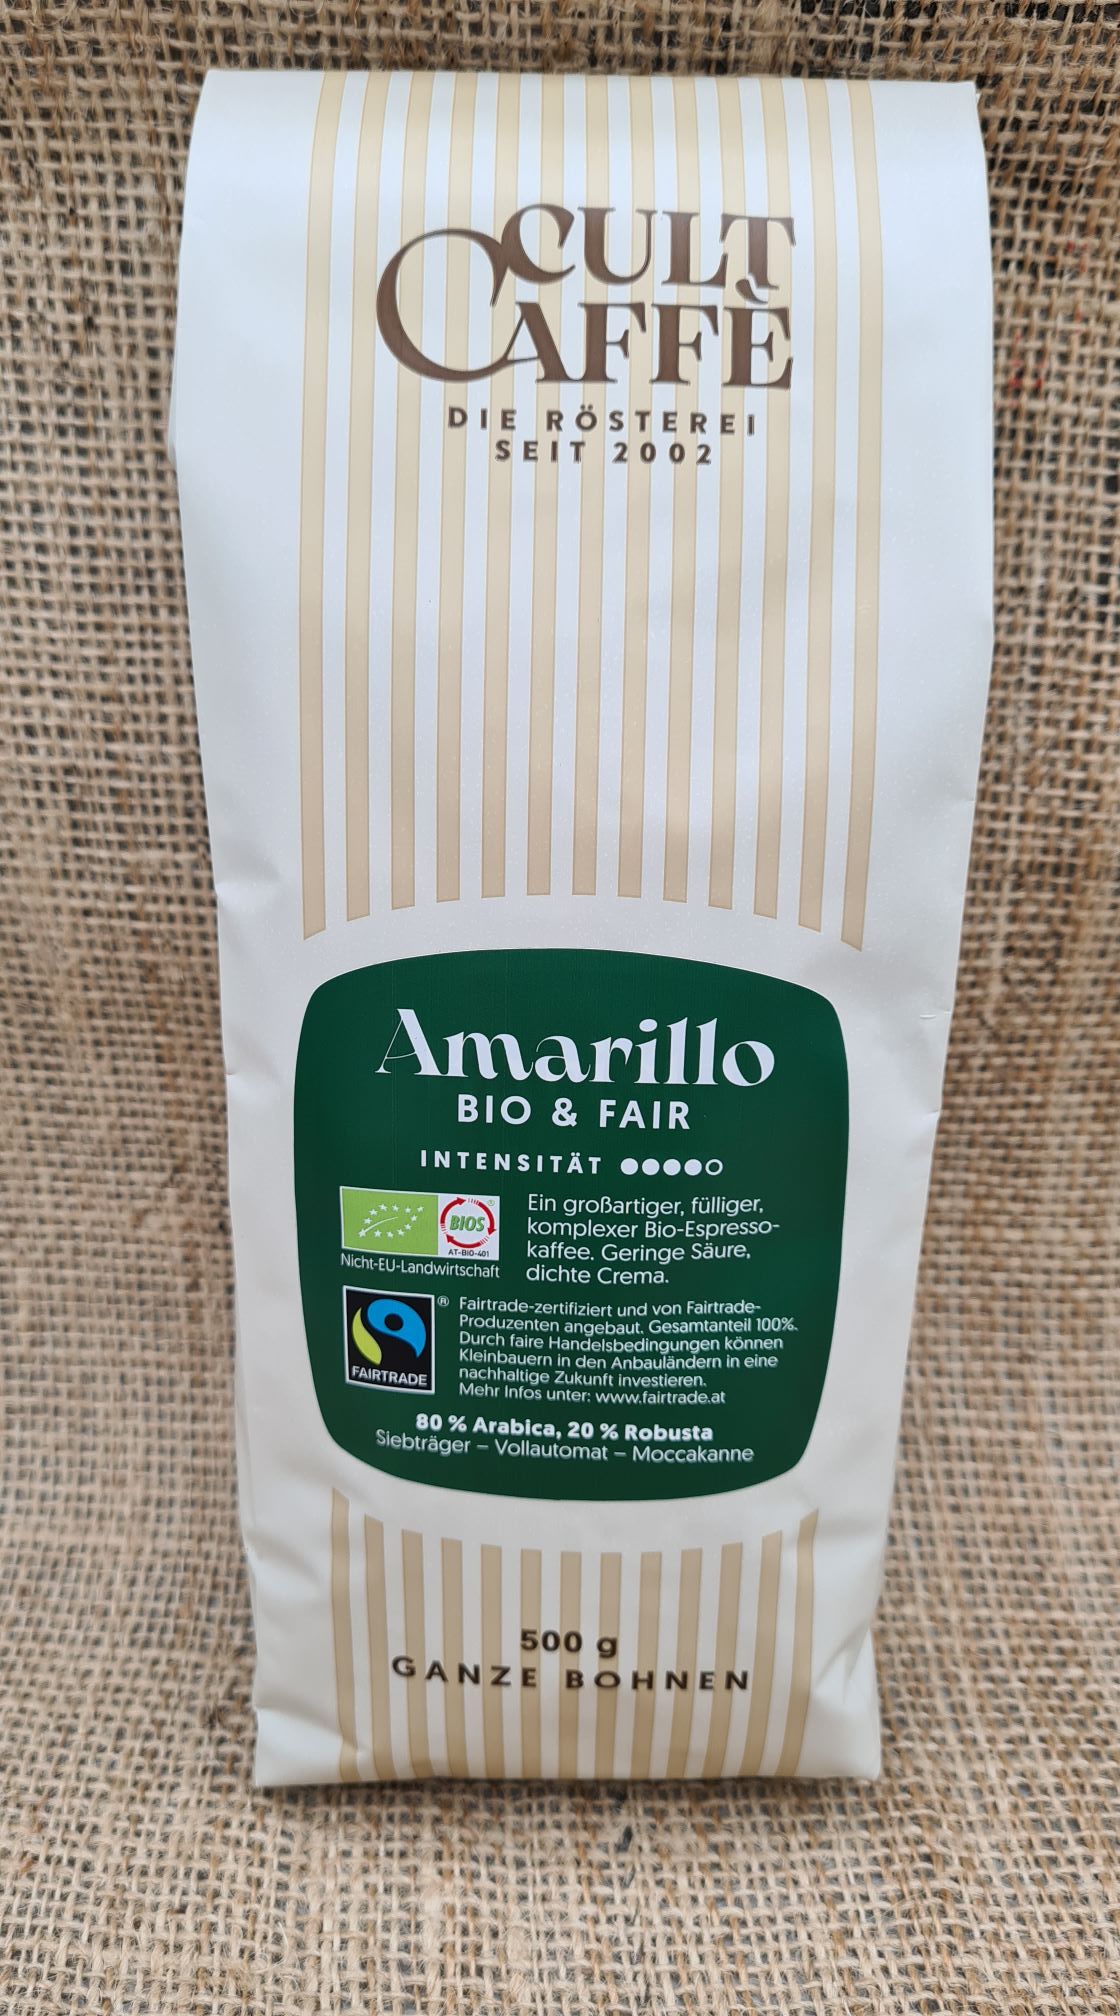 CULT
CAFFÈ
DIE RÖSTEREI
SEIT 2002
Amarillo
BIO & FAIR
INTENSITÄT
BIOS
®
AT-BIO-401
Nicht-EU-Landwirtschaft
Ein großartiger, fülliger,
komplexer Bio-Espresso-
kaffee. Geringe Säure,
dichte Crema.
FAIRTRADE
®
Fairtrade-zertifiziert und von Fairtrade-
Produzenten angebaut. Gesamtanteil 100%.
Durch faire Handelsbedingungen können
Kleinbauern in den Anbauländern in eine
nachhaltige Zukunft investieren.
Mehr Infos unter: www.fairtrade.at
80 % Arabica, 20 % Robusta
Siebträger – Vollautomat – Moccakanne
500 g
GANZE BOHNEN